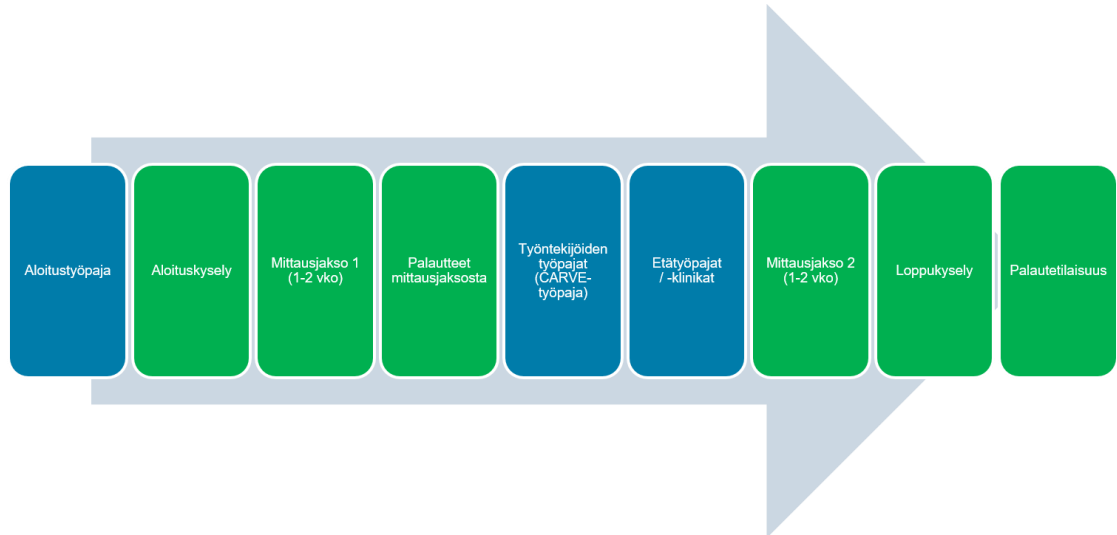 Aloitustyöpaja
Aloituskysely
Mittausjakso 1
(1-2 vko)
Palautteet
mittausjaksosta
Työntekijöiden
työpajat
(CARVE-
työpaja)
Etätyöpajat
/ -klinikat
Mittausjakso 2
(1-2 vko)
Loppukysely
Palautetilaisuus